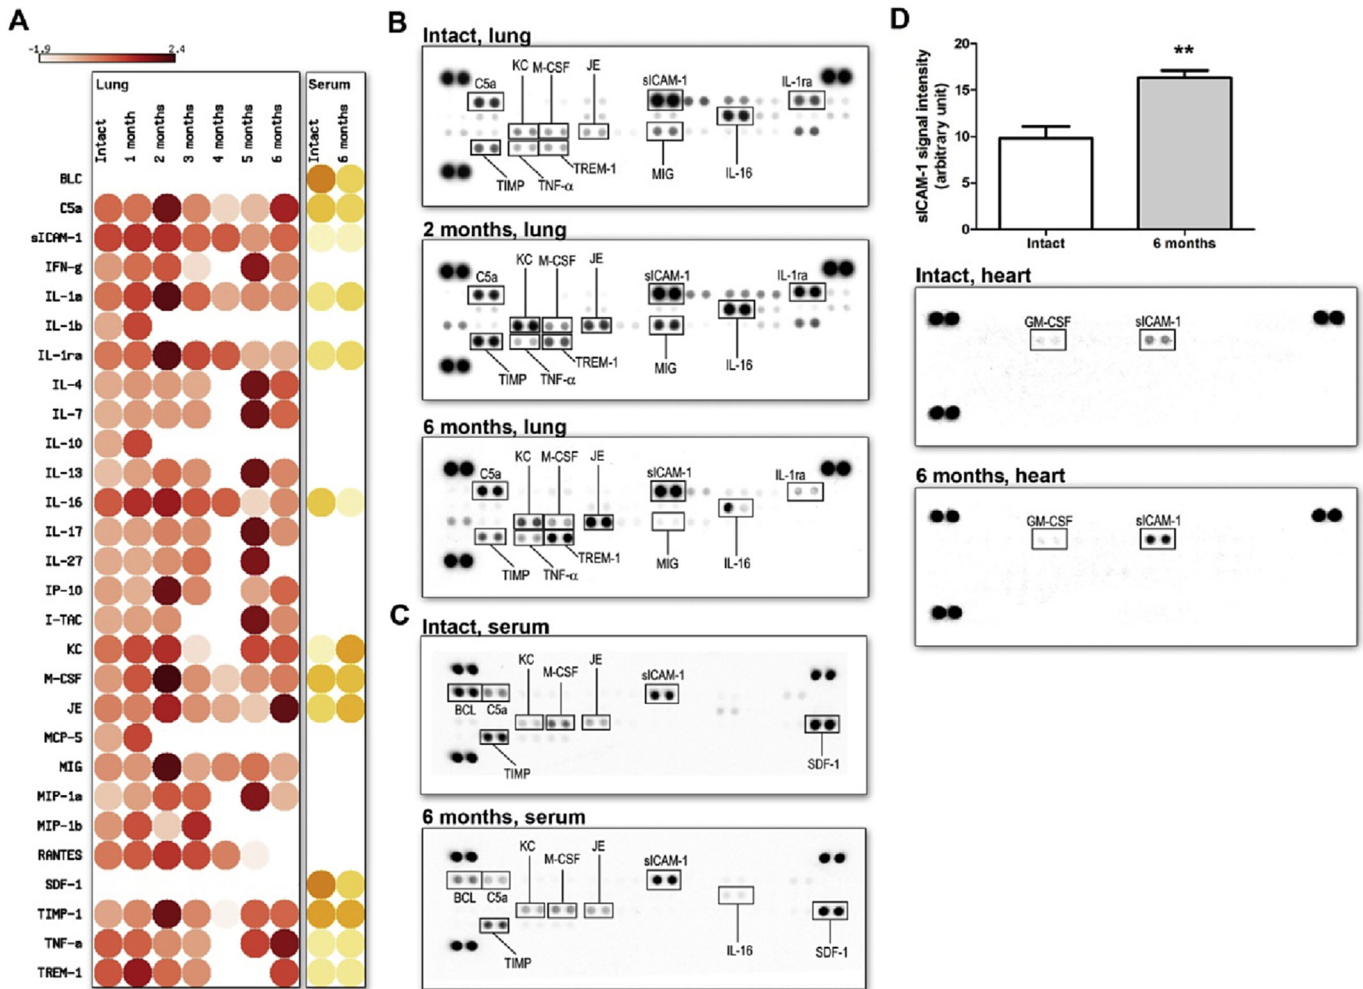 A
-1.9 2.4
Lung
Serum
Intact
1 month
2 months
3 months
4 months
5 months
6 months
Intact
6 months
BLC
C5a
sICAM-1
IFN-g
IL-1a
IL-1b
IL-1ra
IL-4
IL-7
IL-10
IL-13
IL-16
IL-17
IL-27
IP-10
I-TAC
KC
M-CSF
JE
MCP-5
MIG
MIP-1a
MIP-1b
RANTES
SDF-1
TIMP-1
TNF-a
TREM-1
B
Intact, lung
C5a
KC M-CSF JE
sICAM-1
IL-1ra
TIMP
TNF-α
TREM-1
MIG
IL-16
2 months, lung
C5a
KC M-CSF JE
sICAM-1
IL-1ra
TIMP
TNF-α
TREM-1
MIG
IL-16
6 months, lung
C5a
KC M-CSF JE
sICAM-1
IL-1ra
TIMP
TNF-α
TREM-1
MIG
IL-16
C
Intact, serum
KC
M-CSF
JE
sICAM-1
BCL C5a
TIMP
SDF-1
6 months, serum
KC
M-CSF
JE
sICAM-1
BCL C5a
TIMP
IL-16
SDF-1
D
sICAM-1 signal intensity
(arbitrary unit)
20
15
10
5
0
**
Intact
6 months
Intact, heart
GM-CSF
sICAM-1
6 months, heart
GM-CSF
sICAM-1